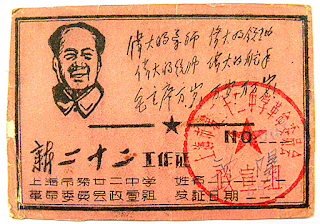 伟大的导师 伟大的领袖
伟大的统帅 伟大的舵手
毛主席万岁 万岁万岁
NO.
新二十二工作证
上海市第廿二中学 姓名
革命委员会政宣组 发证日期
政宣组